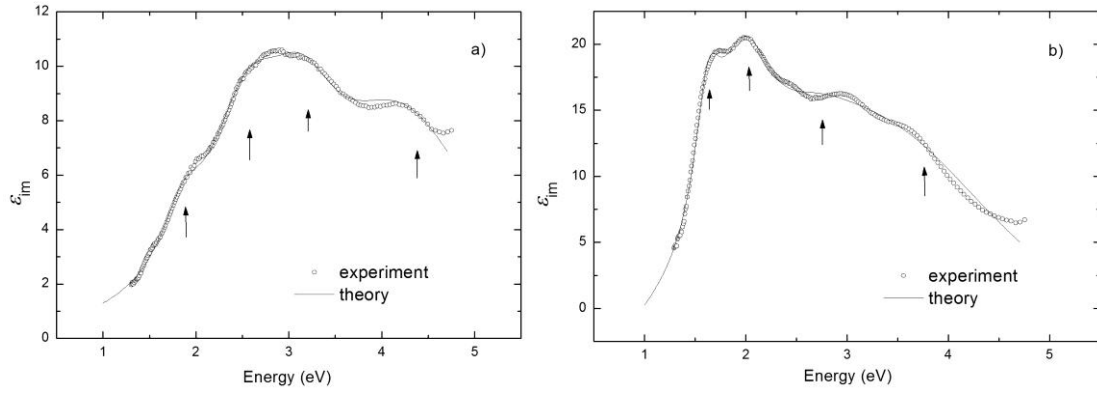 a)
12
10
8
6
4
2
0
ε_im
experiment
theory
1 2 3 4 5
Energy (eV)
b)
20
15
10
5
0
ε_im
experiment
theory
1 2 3 4 5
Energy (eV)